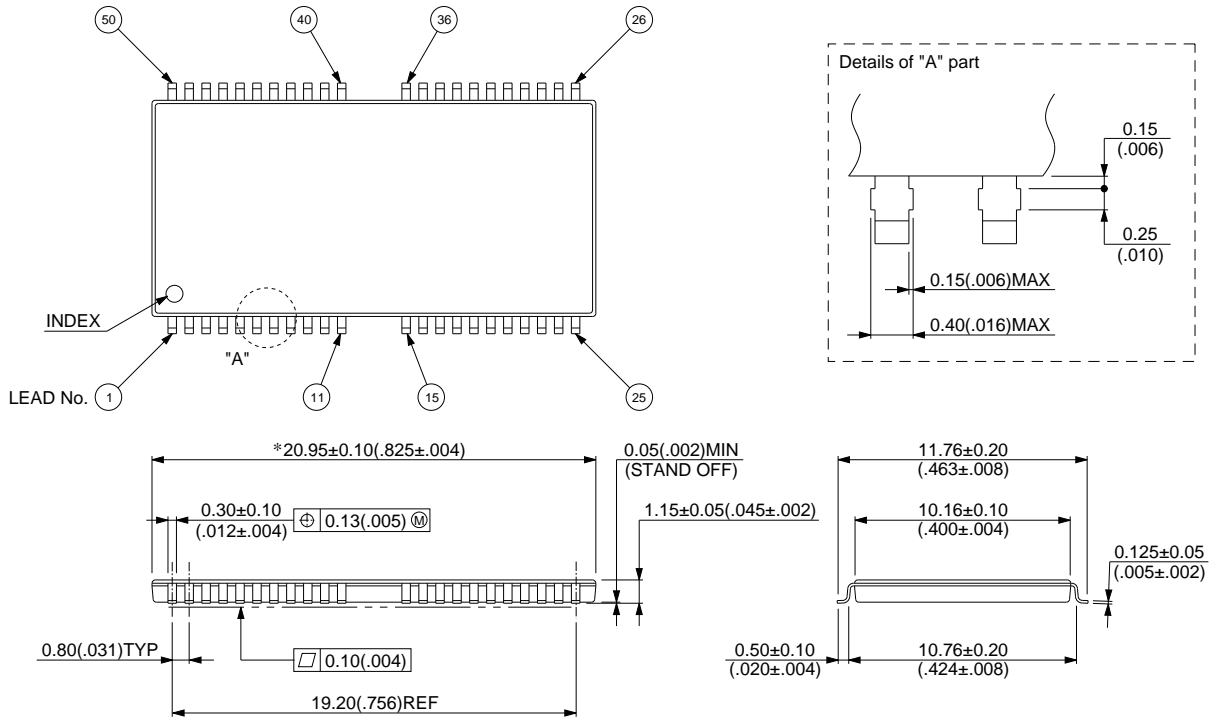 50
40
36
26
Details of "A" part
0.15
(.006)
0.25
(.010)
0.15(.006)MAX
0.40(.016)MAX
INDEX
"A"
LEAD No.
1
11
15
25
*20.95±0.10(.825±.004)
0.05(.002)MIN
(STAND OFF)
11.76±0.20
(.463±.008)
0.30±0.10
(.012±.004)
⌖ 0.13(.005) Ⓜ
1.15±0.05(.045±.002)
10.16±0.10
(.400±.004)
0.125±0.05
(.005±.002)
0.80(.031)TYP
⏥ 0.10(.004)
0.50±0.10
(.020±.004)
10.76±0.20
(.424±.008)
19.20(.756)REF